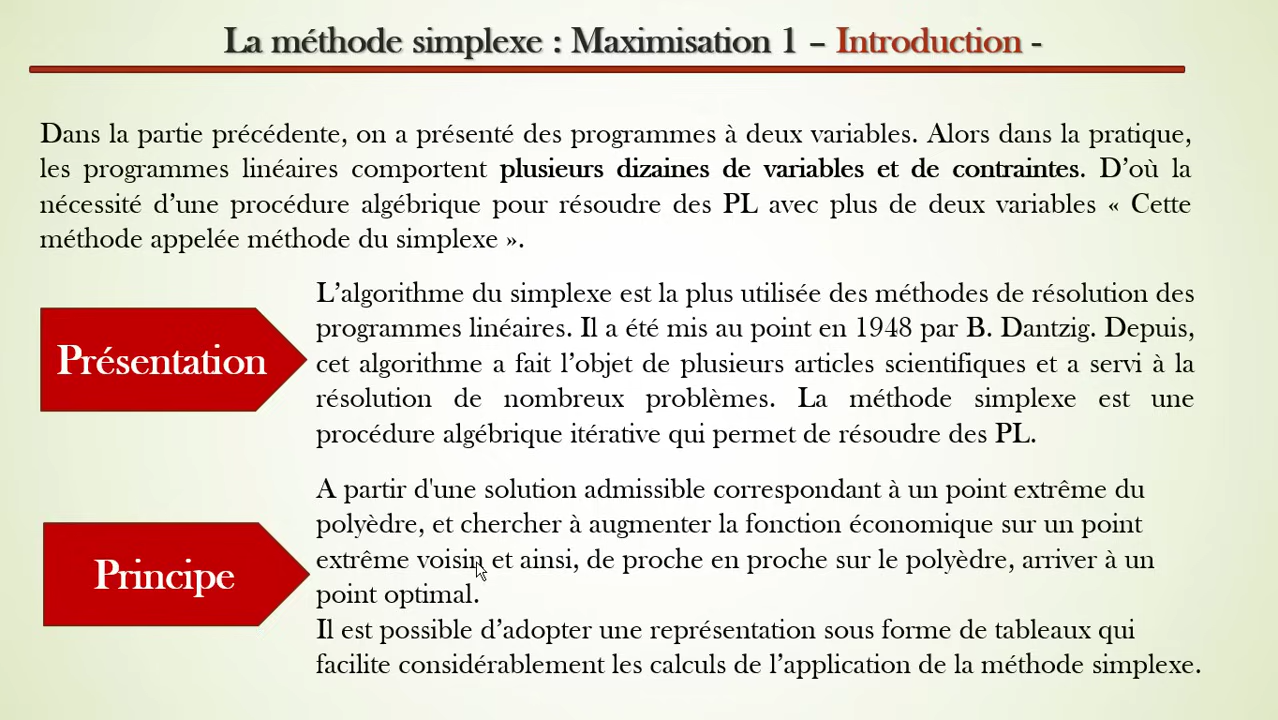 La méthode simplexe : Maximisation 1 – Introduction -
Dans la partie précédente, on a présenté des programmes à deux variables. Alors dans la pratique,
les programmes linéaires comportent plusieurs dizaines de variables et de contraintes. D’où la
nécessité d’une procédure algébrique pour résoudre des PL avec plus de deux variables « Cette
méthode appelée méthode du simplexe ».
Présentation
L’algorithme du simplexe est la plus utilisée des méthodes de résolution des
programmes linéaires. Il a été mis au point en 1948 par B. Dantzig. Depuis,
cet algorithme a fait l’objet de plusieurs articles scientifiques et a servi à la
résolution de nombreux problèmes. La méthode simplexe est une
procédure algébrique itérative qui permet de résoudre des PL.
Principe
A partir d'une solution admissible correspondant à un point extrême du
polyèdre, et chercher à augmenter la fonction économique sur un point
extrême voisin et ainsi, de proche en proche sur le polyèdre, arriver à un
point optimal.
Il est possible d’adopter une représentation sous forme de tableaux qui
facilite considérablement les calculs de l’application de la méthode simplexe.